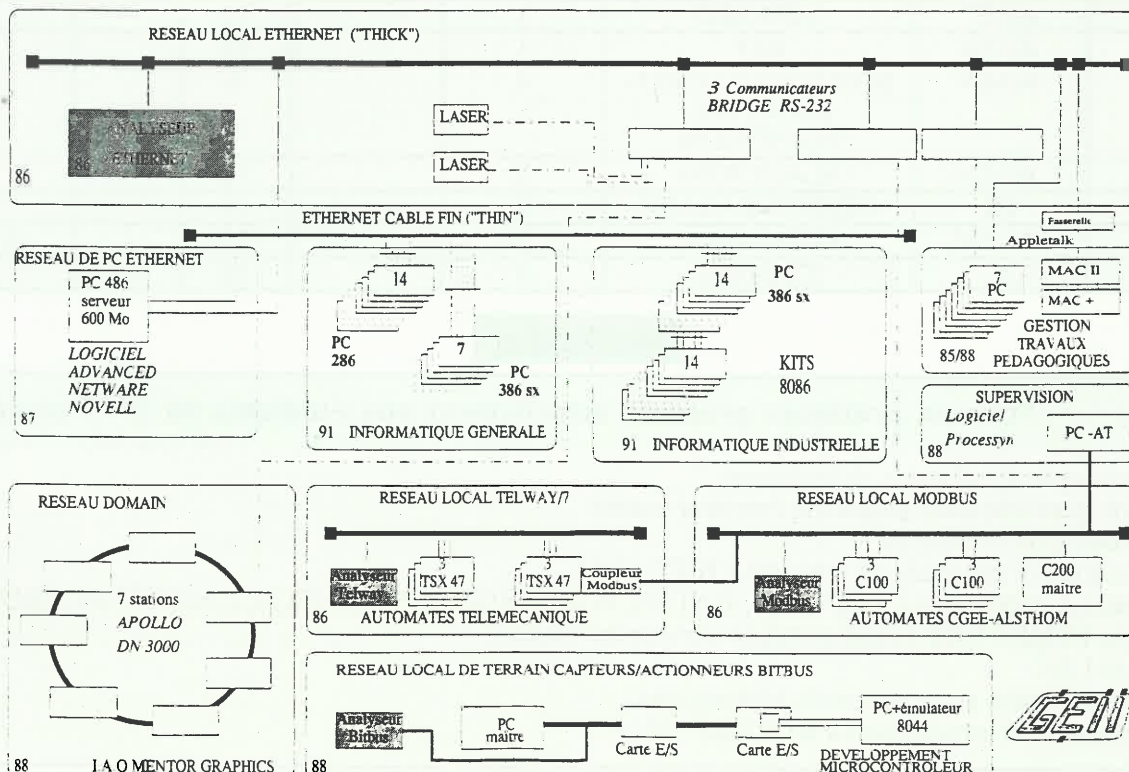 RESEAU LOCAL ETHERNET ("THICK")
ANALYSEUR
86 ETHERNET
86
LASER
LASER
3 Communicateurs
BRIDGE RS-232
ETHERNET CABLE FIN ("THIN")
RESEAU DE PC ETHERNET
PC 486
serveur
600 Mo
LOGICIEL
ADVANCED
NETWARE
NOVELL
87
14
PC
286
7
PC
386 sx
91 INFORMATIQUE GENERALE
14
PC
386 sx
14
KITS
8086
91 INFORMATIQUE INDUSTRIELLE
Passerelle
Appletalk
7
PC
MAC II
MAC +
85/88
GESTION
TRAVAUX
PEDAGOGIQUES
SUPERVISION
Logiciel
Processyn
88
PC -AT
RESEAU DOMAIN
7 stations
APOLLO
DN 3000
88 I.A O MENTOR GRAPHICS
RESEAU LOCAL TELWAY/7
Analyseur
Telway
3
TSX 47
3
TSX 47
Coupleur
Modbus
86 AUTOMATES TELEMECANIQUE
RESEAU LOCAL MODBUS
Analyseur
Modbus
3
C100
3
C100
C200
maître
86 AUTOMATES CGEE-ALSTHOM
RESEAU LOCAL DE TERRAIN CAPTEURS/ACTIONNEURS BITBUS
Analyseur
Bitbus
PC
maître
Carte E/S
Carte E/S
PC+émulateur
8044
DEVELOPPEMENT
MICROCONTROLEUR
88
GEII